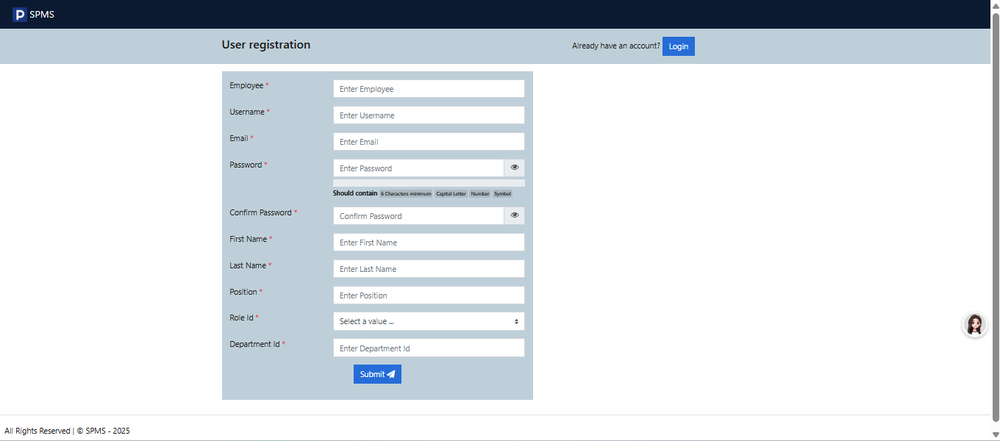 SPMS
User registration
Already have an account? Login
Employee * Enter Employee
Username * Enter Username
Email * Enter Email
Password * Enter Password
Should contain 6 Characters minimum Capital Letter Number Symbol
Confirm Password * Confirm Password
First Name * Enter First Name
Last Name * Enter Last Name
Position * Enter Position
Role Id * Select a value ...
Department Id * Enter Department Id
Submit
All Rights Reserved | © SPMS - 2025